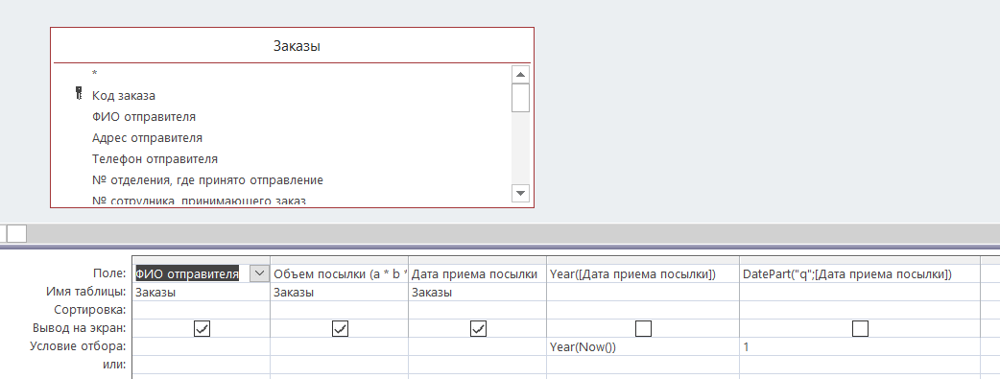 Заказы
*
Код заказа
ФИО отправителя
Адрес отправителя
Телефон отправителя
№ отделения, где принято отправление
№ сотрудника, принимающего заказ
Поле: ФИО отправителя Объем посылки (a * b * Дата приема посылки Year([Дата приема посылки]) DatePart("q";[Дата приема посылки])
Имя таблицы: Заказы Заказы Заказы
Сортировка:
Вывод на экран:
Условие отбора: Year(Now()) 1
или: